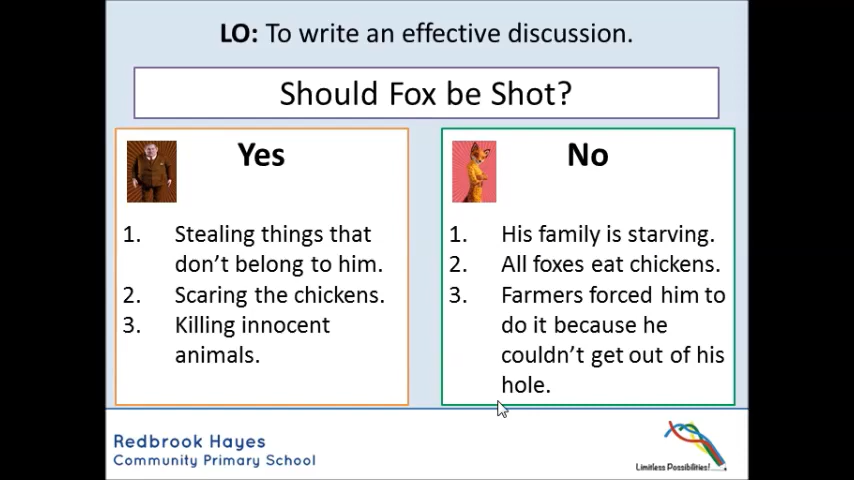 LO: To write an effective discussion.
Should Fox be Shot?
Yes
1. Stealing things that
don't belong to him.
2. Scaring the chickens.
3. Killing innocent
animals.
No
1. His family is starving.
2. All foxes eat chickens.
3. Farmers forced him to
do it because he
couldn't get out of his
hole.
Redbrook Hayes
Community Primary School
Limitless Possibilities!